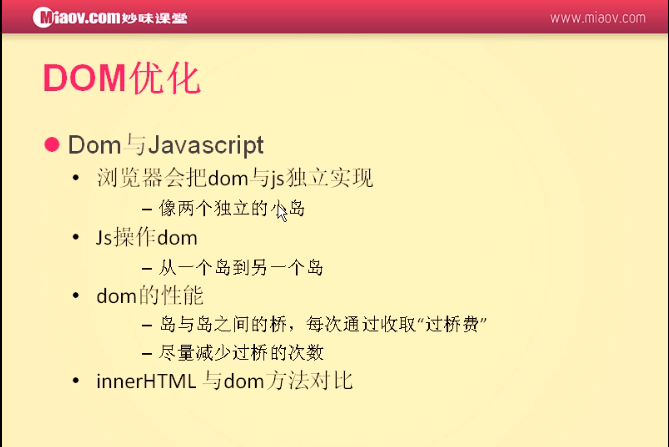 Miaov.com妙味课堂
www.miaov.com
DOM优化
Dom与Javascript
浏览器会把dom与js独立实现
– 像两个独立的小岛
Js操作dom
– 从一个岛到另一个岛
dom的性能
– 岛与岛之间的桥，每次通过收取“过桥费”
– 尽量减少过桥的次数
innerHTML 与dom方法对比